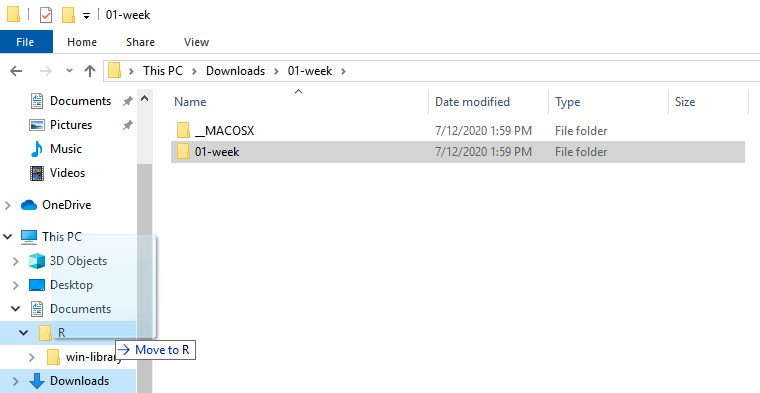 01-week
File Home Share View
This PC Downloads 01-week
Documents
Pictures
Music
Videos
OneDrive
This PC
3D Objects
Desktop
Documents
R
win-library
Downloads
Name Date modified Type Size
__MACOSX 7/12/2020 1:59 PM File folder
01-week 7/12/2020 1:59 PM File folder
Move to R